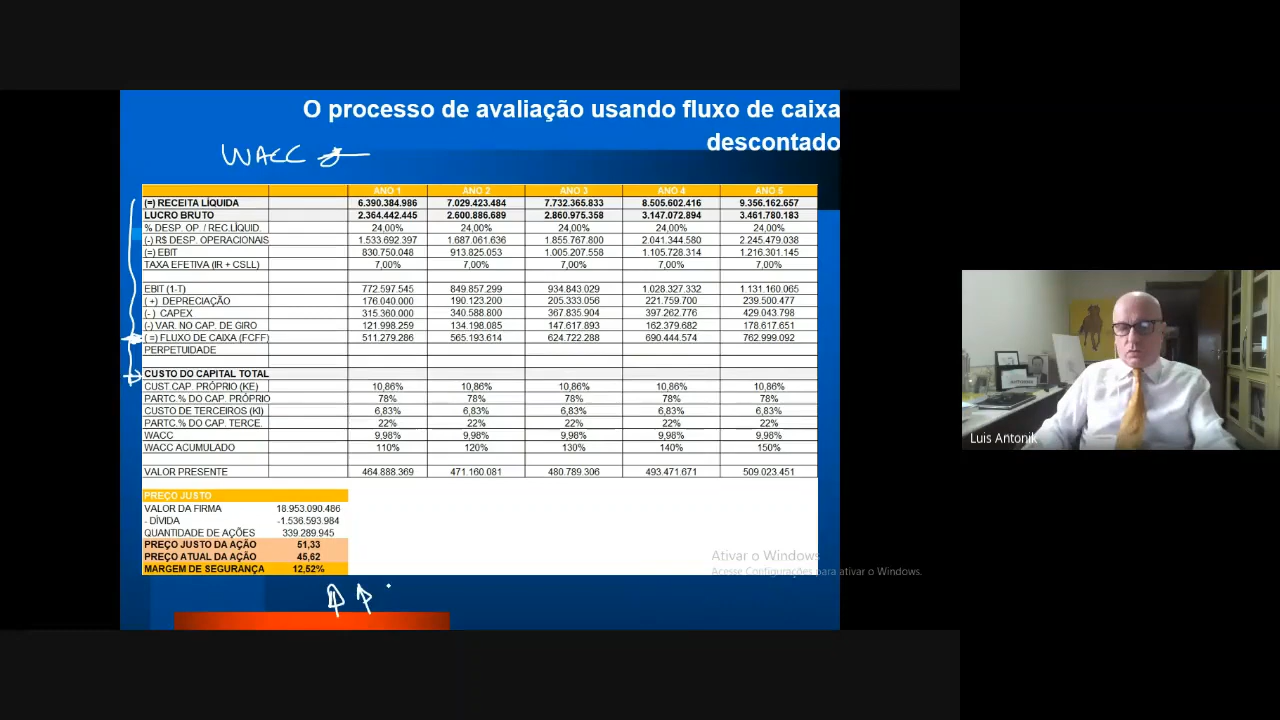 O processo de avaliação usando fluxo de caixa
descontado
WACC
ANO 1 ANO 2 ANO 3 ANO 4 ANO 5
(=) RECEITA LÍQUIDA 6.390.384.986 7.029.423.484 7.732.365.833 8.505.602.416 9.356.162.657
LUCRO BRUTO 2.364.442.445 2.600.886.689 2.860.975.358 3.147.072.894 3.461.780.183
% DESP. OP. / REC.LÍQUID. 24,00% 24,00% 24,00% 24,00% 24,00%
(-) R$ DESP. OPERACIONAIS 1.533.692.397 1.687.061.636 1.855.767.800 2.041.344.580 2.245.479.038
(=) EBIT 830.750.048 913.825.053 1.005.207.558 1.105.728.314 1.216.301.145
TAXA EFETIVA (IR + CSLL) 7,00% 7,00% 7,00% 7,00% 7,00%
EBIT (1-T) 772.597.545 849.857.299 934.843.029 1.028.327.332 1.131.160.065
(+) DEPRECIAÇÃO 176.040.000 190.123.200 205.333.056 221.759.700 239.500.477
(-) CAPEX 315.360.000 340.588.800 367.835.904 397.262.776 429.043.798
(-) VAR. NO CAP. DE GIRO 121.998.259 134.198.085 147.617.893 162.379.682 178.617.651
(=) FLUXO DE CAIXA (FCFF) 511.279.286 565.193.614 624.722.288 690.444.574 762.999.092
PERPETUIDADE
CUSTO DO CAPITAL TOTAL
CUST.CAP. PRÓPRIO (KE) 10,86% 10,86% 10,86% 10,86% 10,86%
PARTC.% DO CAP. PRÓPRIO 78% 78% 78% 78% 78%
CUSTO DE TERCEIROS (KI) 6,83% 6,83% 6,83% 6,83% 6,83%
PARTC.% DO CAP. TERCE. 22% 22% 22% 22% 22%
WACC 9,98% 9,98% 9,98% 9,98% 9,98%
WACC ACUMULADO 110% 120% 130% 140% 150%
VALOR PRESENTE 464.888.369 471.160.081 480.789.306 493.471.671 509.023.451
PREÇO JUSTO
VALOR DA FIRMA 18.953.090.486
- DÍVIDA -1.536.593.984
QUANTIDADE DE AÇÕES 339.289.945
PREÇO JUSTO DA AÇÃO 51,33
PREÇO ATUAL DA AÇÃO 45,62
MARGEM DE SEGURANÇA 12,52%
Ativar o Windows
Acesse Configurações para ativar o Windows.
Luis Antonik